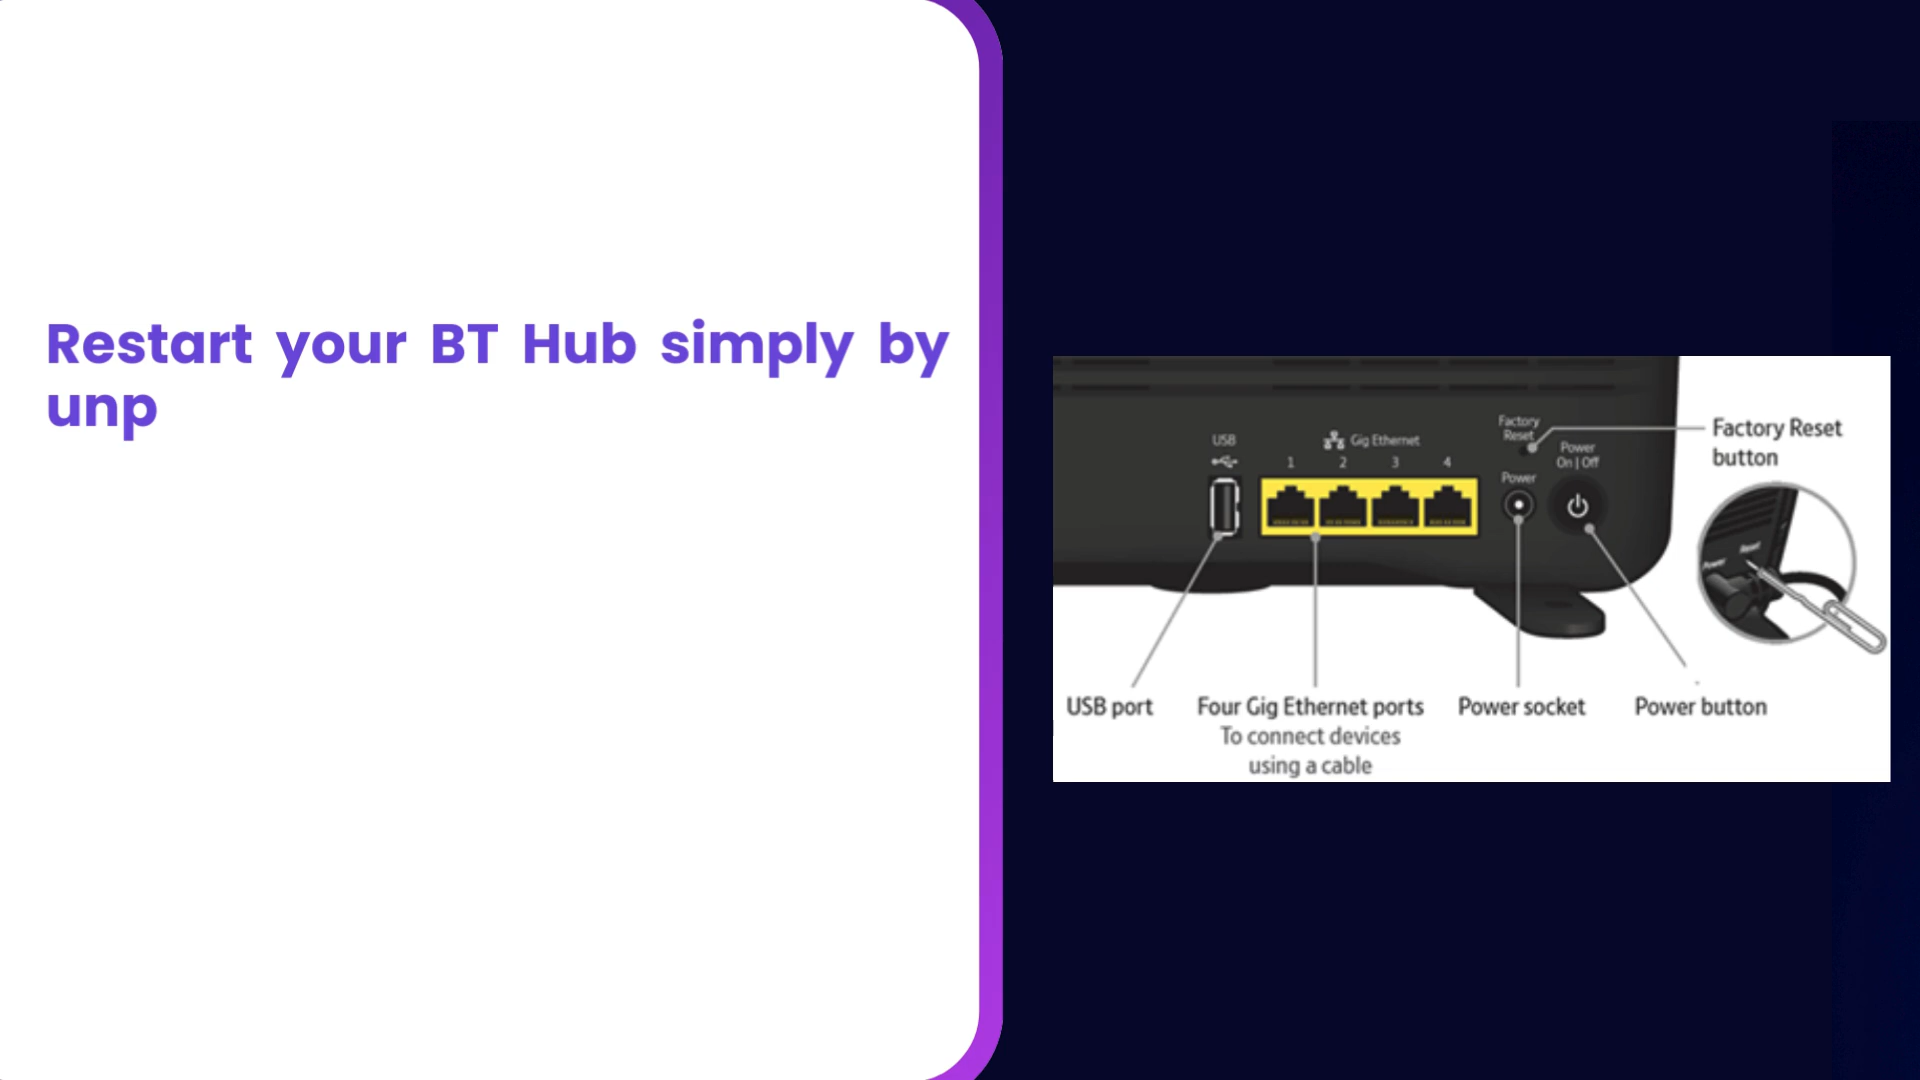 Restart your BT Hub simply by
unp
Factory
Reset
USB
Gig Ethernet
1 2 3 4
Power
On | Off
Power
Factory Reset
button
Reset
Power
USB port
Four Gig Ethernet ports
To connect devices
using a cable
Power socket
Power button